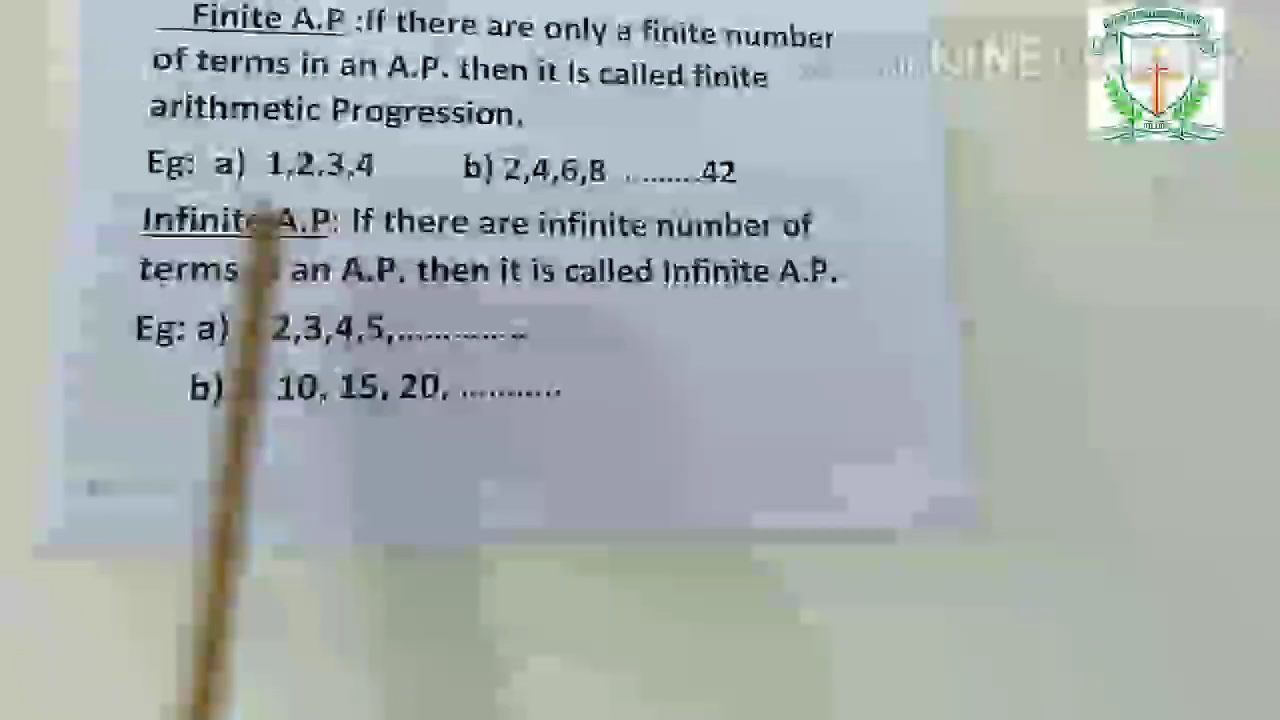 Finite A.P :If there are only a finite number
of terms in an A.P. then it is called finite
arithmetic Progression.
Eg: a) 1,2,3,4 b) 2,4,6,8 .........42
Infinite A.P: If there are infinite number of
terms an A.P. then it is called Infinite A.P.
Eg: a) 2,3,4,5,.............
b) 10, 15, 20, ...........